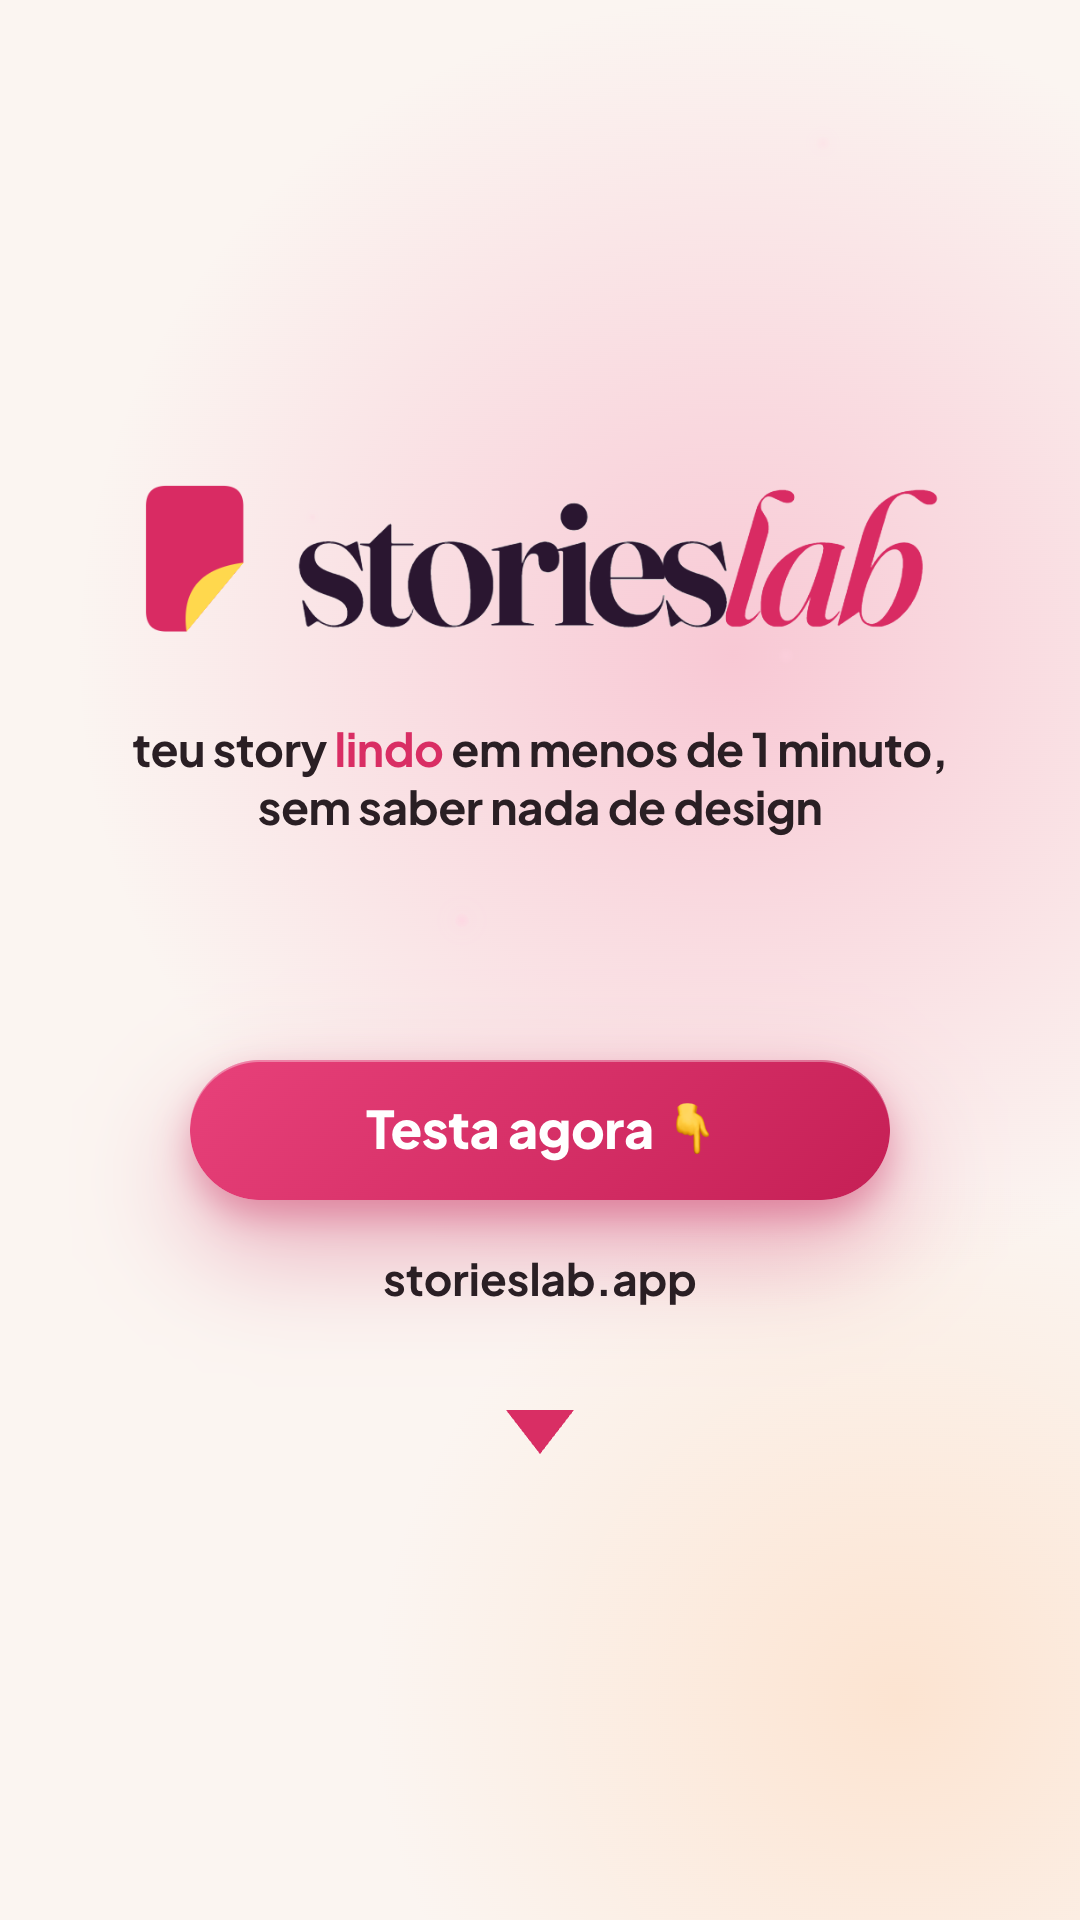 storieslab
teu story lindo em menos de 1 minuto,
sem saber nada de design
Testa agora 👇
storieslab.app